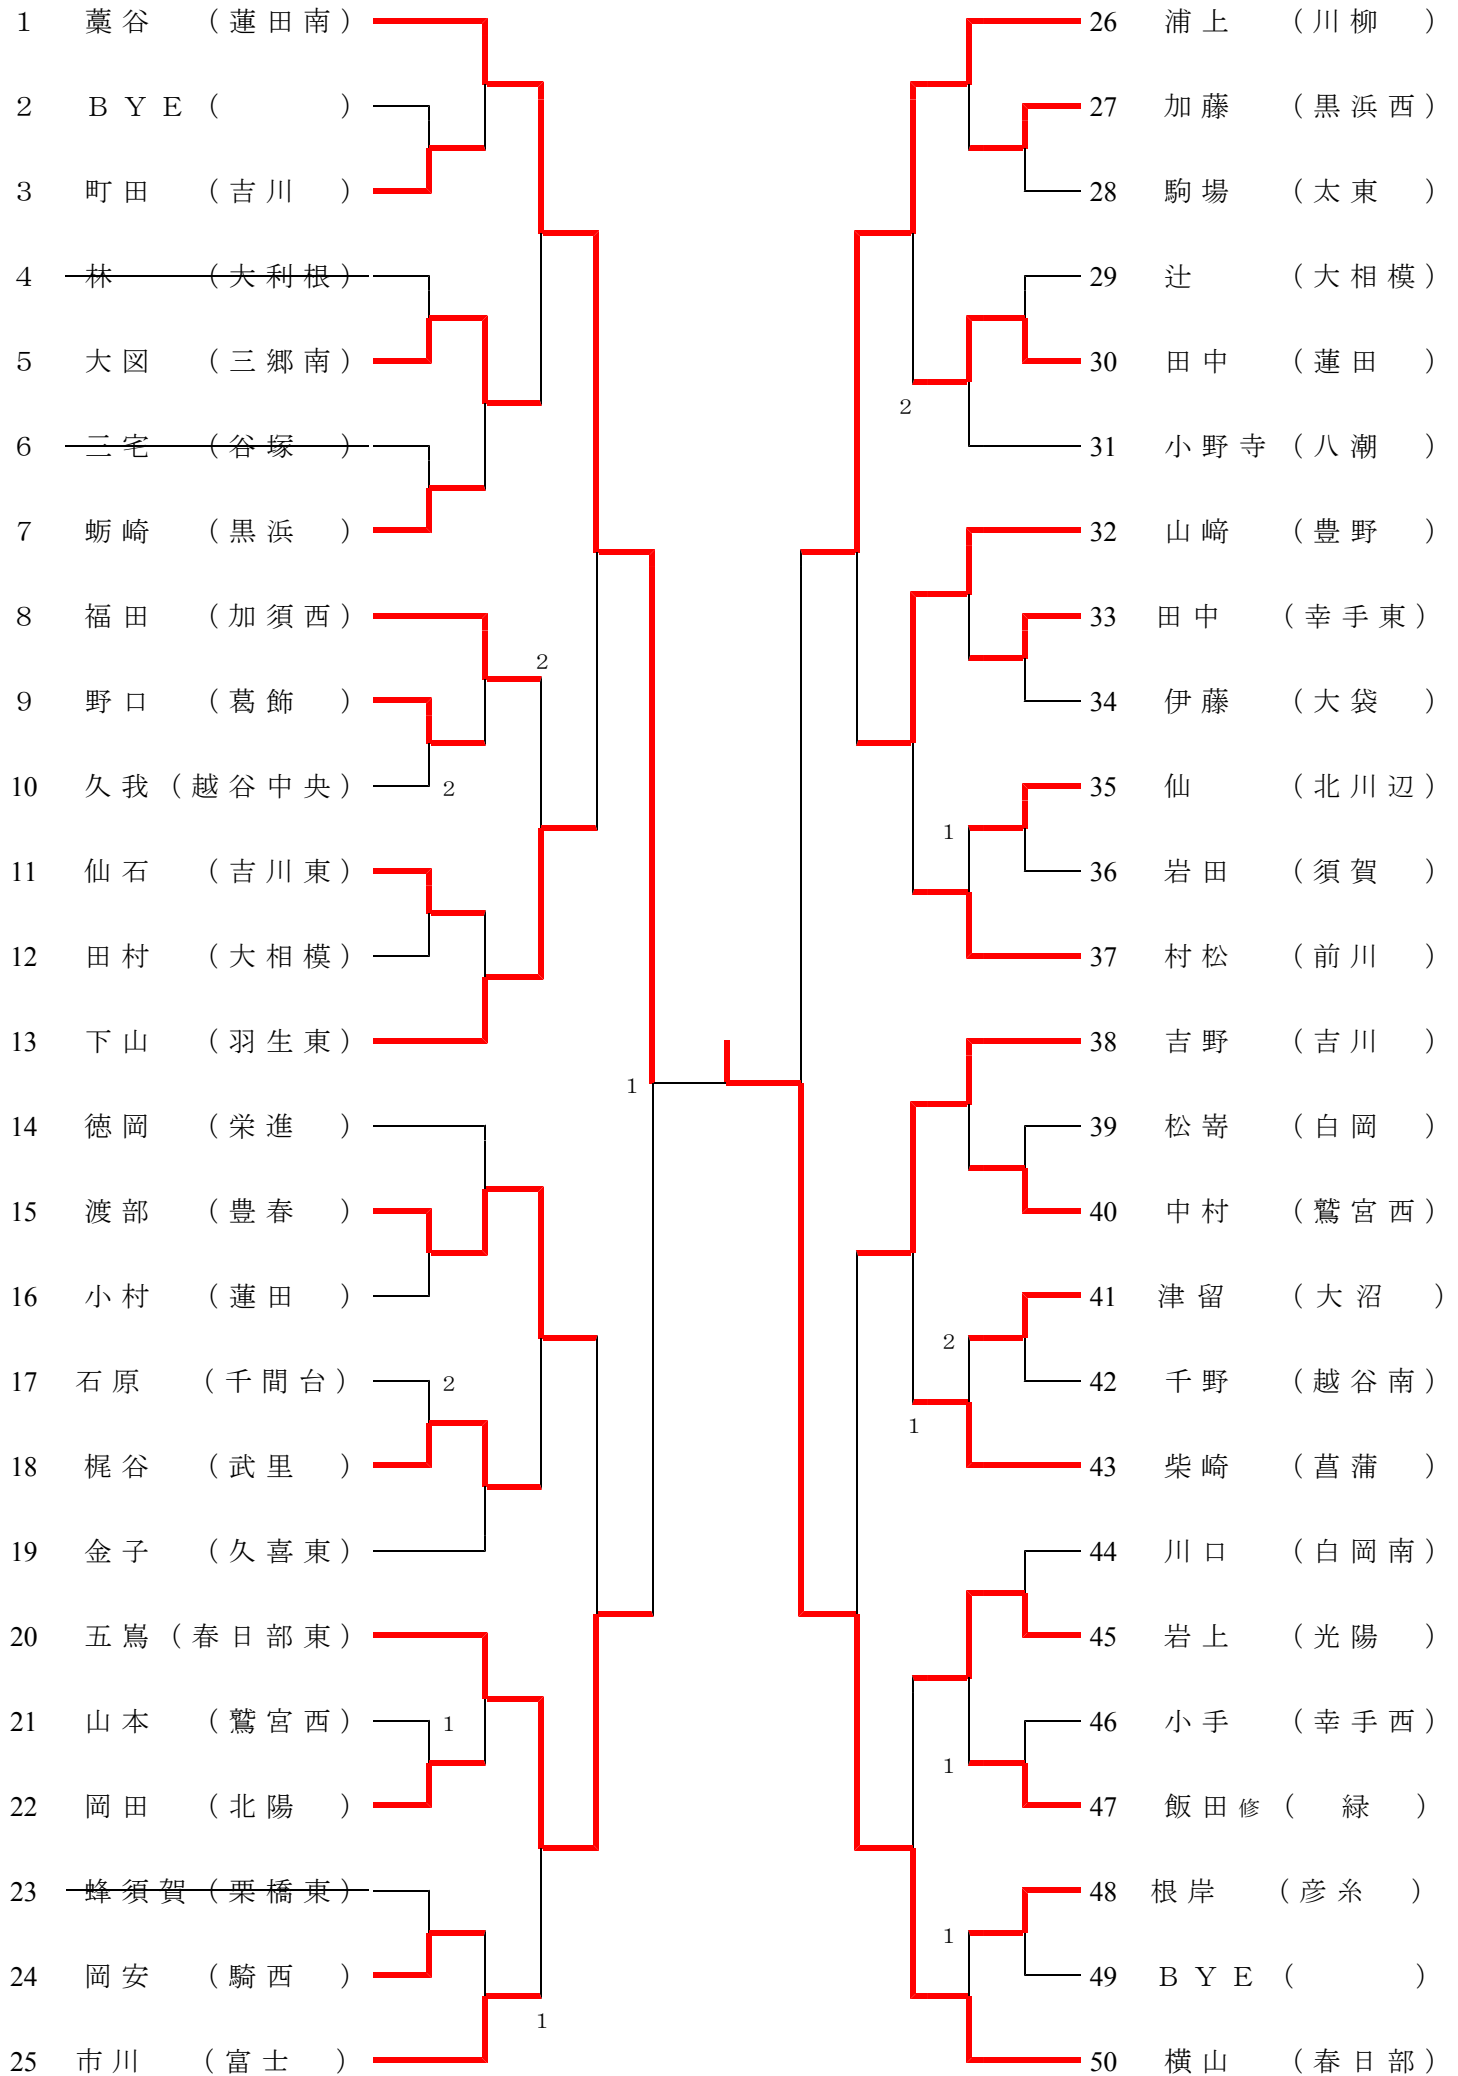 1 藁谷 （蓮田南）
2 ＢＹＥ（ ）
3 町田 （吉川 ）
4 林 （大利根）
5 大図 （三郷南）
6 三宅 （谷塚 ）
7 蛎崎 （黒浜 ）
8 福田 （加須西）
2
9 野口 （葛飾 ）
10 久我（越谷中央） 2
11 仙石 （吉川東）
12 田村 （大相模）
13 下山 （羽生東）
1
14 徳岡 （栄進 ）
15 渡部 （豊春 ）
16 小村 （蓮田 ）
17 石原 （千間台） 2
18 梶谷 （武里 ）
19 金子 （久喜東）
20 五嶌（春日部東）
21 山本 （鷲宮西） 1
22 岡田 （北陽 ）
23 蜂須賀（栗橋東）
24 岡安 （騎西 ）
1
25 市川 （富士 ）
26 浦上 （川柳 ）
27 加藤 （黒浜西）
28 駒場 （太東 ）
29 辻 （大相模）
30 田中 （蓮田 ）
2
31 小野寺（八潮 ）
32 山﨑 （豊野 ）
33 田中 （幸手東）
34 伊藤 （大袋 ）
35 仙 （北川辺）
1
36 岩田 （須賀 ）
37 村松 （前川 ）
38 吉野 （吉川 ）
39 松嵜 （白岡 ）
40 中村 （鷲宮西）
41 津留 （大沼 ）
2
42 千野 （越谷南）
1
43 柴崎 （菖蒲 ）
44 川口 （白岡南）
45 岩上 （光陽 ）
46 小手 （幸手西）
1
47 飯田修（ 緑 ）
48 根岸 （彦糸 ）
1
49 ＢＹＥ（ ）
50 横山 （春日部）